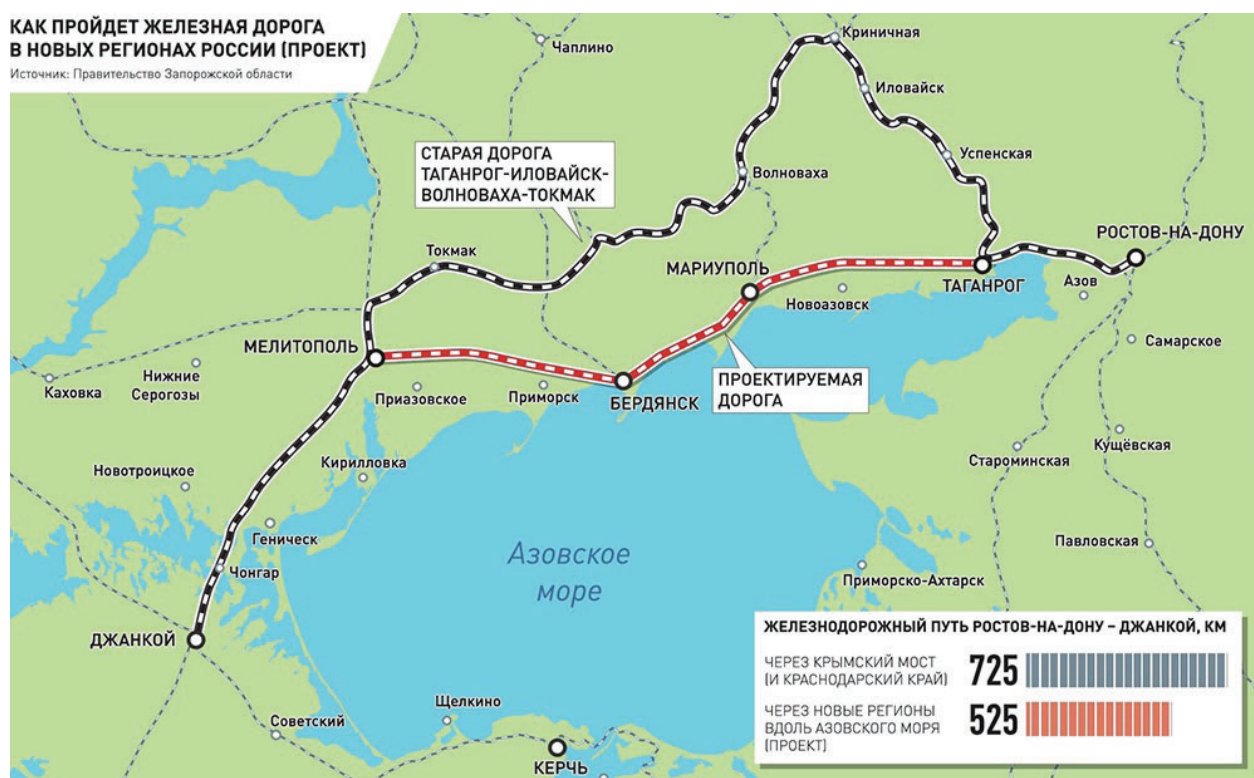 КАК ПРОЙДЕТ ЖЕЛЕЗНАЯ ДОРОГА
В НОВЫХ РЕГИОНАХ РОССИИ (ПРОЕКТ)
Источник: Правительство Запорожской области
Чаплино
Криничная
Иловайск
СТАРАЯ ДОРОГА
ТАГАНРОГ-ИЛОВАЙСК-
ВОЛНОВАХА-ТОКМАК
Успенская
Волноваха
Токмак
МАРИУПОЛЬ
РОСТОВ-НА-ДОНУ
ТАГАНРОГ
Азов
Новоазовск
Самарское
МЕЛИТОПОЛЬ
Нижние
Серогозы
Каховка
Приазовское
Приморск
БЕРДЯНСК
ПРОЕКТИРУЕМАЯ
ДОРОГА
Кущёвская
Староминская
Новотроицкое
Кирилловка
Геническ
Чонгар
Азовское
море
Павловская
Приморско-Ахтарск
ДЖАНКОЙ
Советский
Щелкино
КЕРЧЬ
ЖЕЛЕЗНОДОРОЖНЫЙ ПУТЬ РОСТОВ-НА-ДОНУ – ДЖАНКОЙ, КМ
ЧЕРЕЗ КРЫМСКИЙ МОСТ
(И КРАСНОДАРСКИЙ КРАЙ)
725
ЧЕРЕЗ НОВЫЕ РЕГИОНЫ
ВДОЛЬ АЗОВСКОГО МОРЯ
(ПРОЕКТ)
525